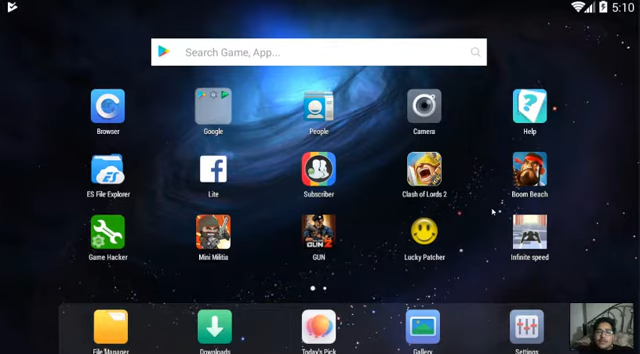 5:10
Search Game, App...
Browser
Google
People
Camera
Help
ES File Explorer
Lite
Subscriber
Clash of Lords 2
Boom Beach
Game Hacker
Mini Militia
GUN
Lucky Patcher
Infinite speed
File Manager
Downloads
Today's Pick
Gallery
Settings